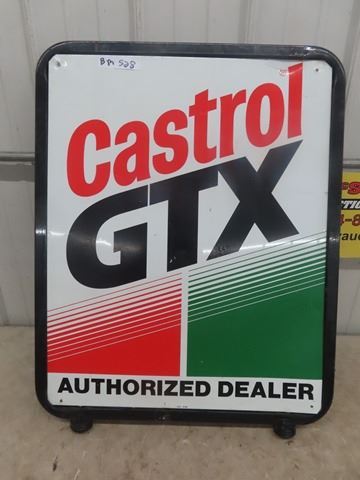 BM 528
Castrol
GTX
AUTHORIZED DEALER